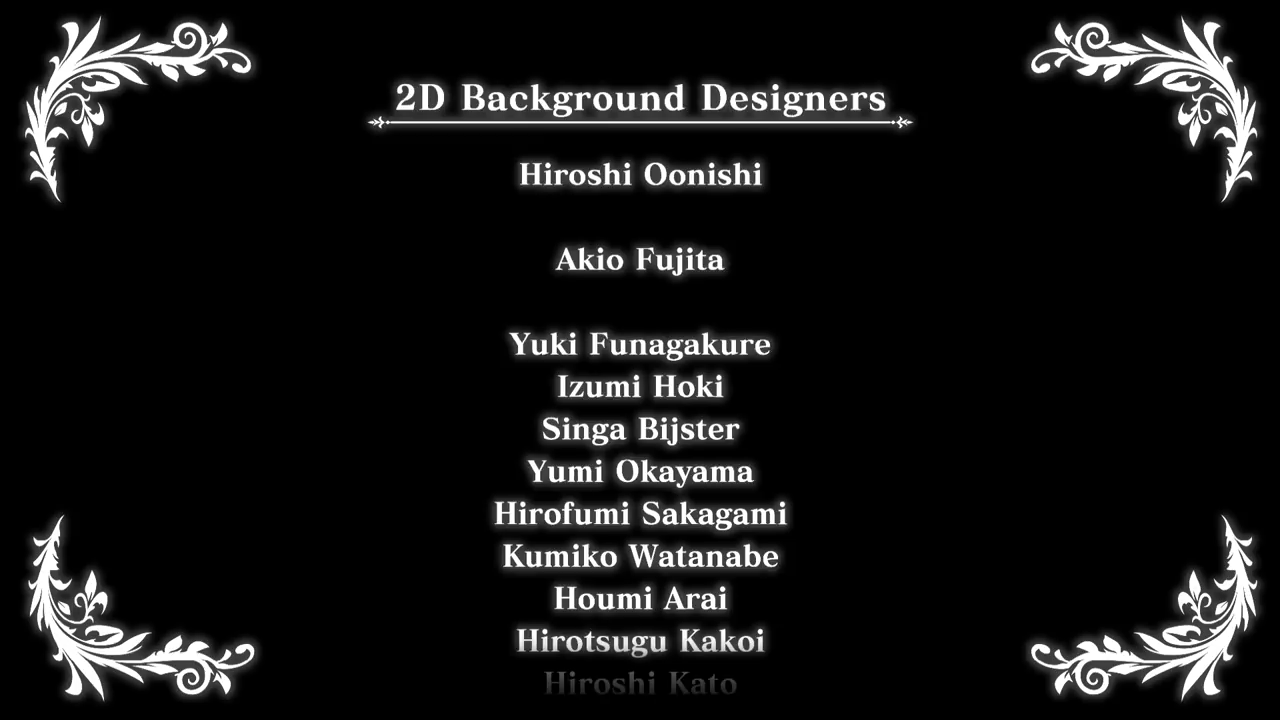 2D Background Designers
Hiroshi Oonishi
Akio Fujita
Yuki Funagakure
Izumi Hoki
Singa Bijster
Yumi Okayama
Hirofumi Sakagami
Kumiko Watanabe
Houmi Arai
Hirotsugu Kakoi
Hiroshi Kato